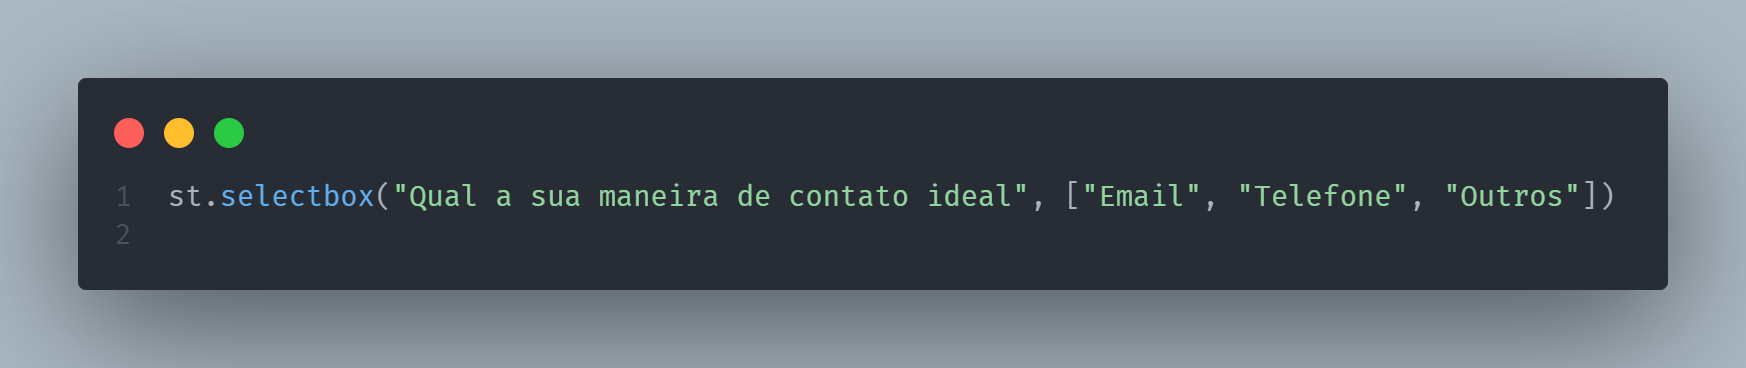 1 st.selectbox("Qual a sua maneira de contato ideal", ["Email", "Telefone", "Outros"])
2